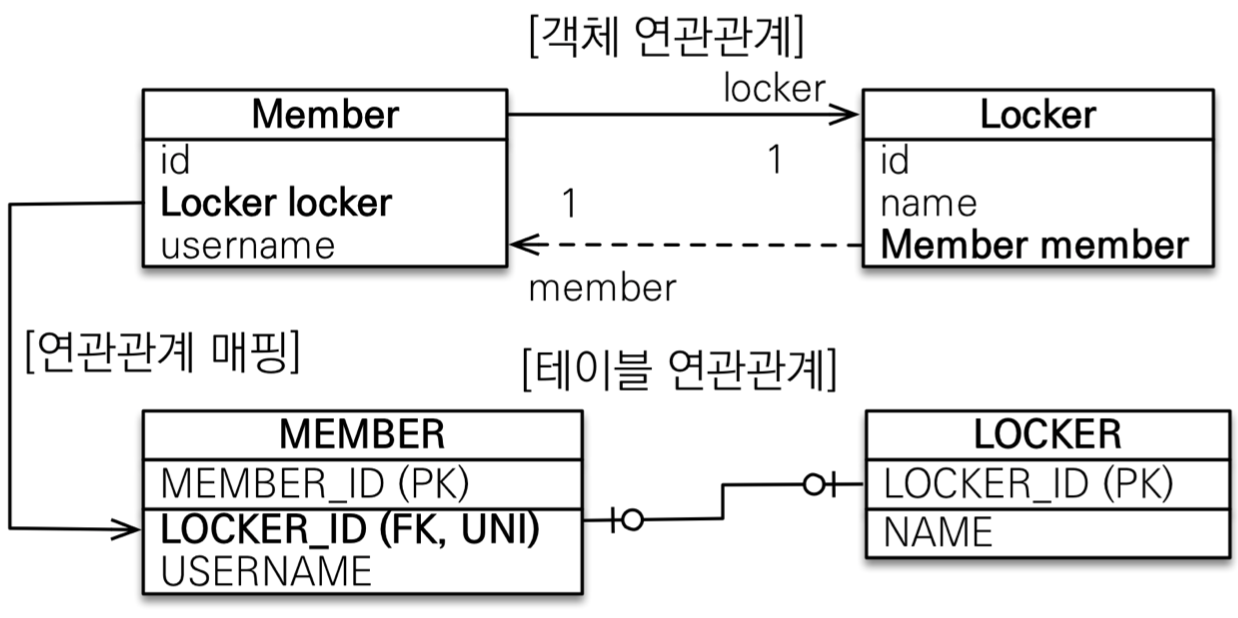 [객체 연관관계]
locker
Member
id
Locker locker
username
1
1
member
Locker
id
name
Member member
[연관관계 매핑]
[테이블 연관관계]
MEMBER
MEMBER_ID (PK)
LOCKER_ID (FK, UNI)
USERNAME
LOCKER
LOCKER_ID (PK)
NAME